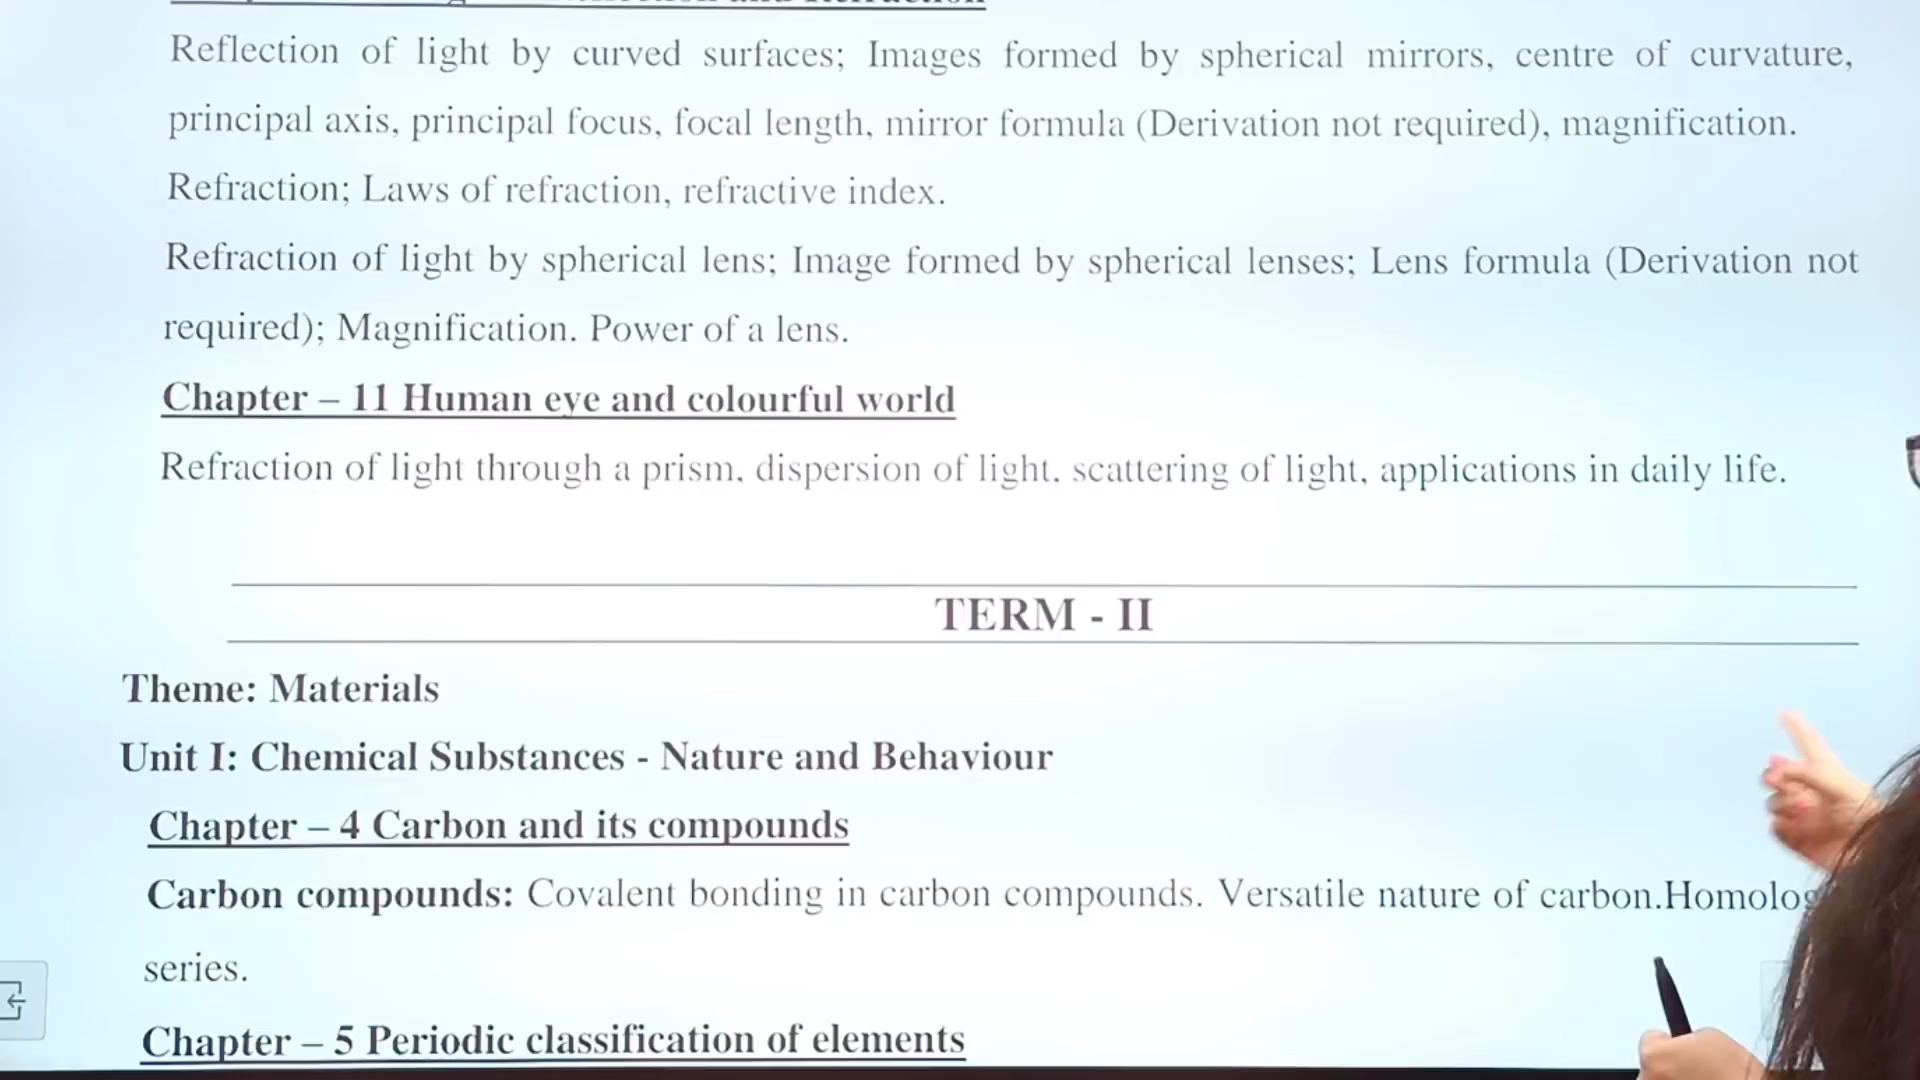 and Refraction
Reflection of light by curved surfaces; Images formed by spherical mirrors, centre of curvature,
principal axis, principal focus, focal length, mirror formula (Derivation not required), magnification.
Refraction; Laws of refraction, refractive index.
Refraction of light by spherical lens; Image formed by spherical lenses; Lens formula (Derivation not
required); Magnification. Power of a lens.
Chapter – 11 Human eye and colourful world
Refraction of light through a prism, dispersion of light, scattering of light, applications in daily life.
TERM - II
Theme: Materials
Unit I: Chemical Substances - Nature and Behaviour
Chapter – 4 Carbon and its compounds
Carbon compounds: Covalent bonding in carbon compounds. Versatile nature of carbon.Homolog
series.
Chapter – 5 Periodic classification of elements